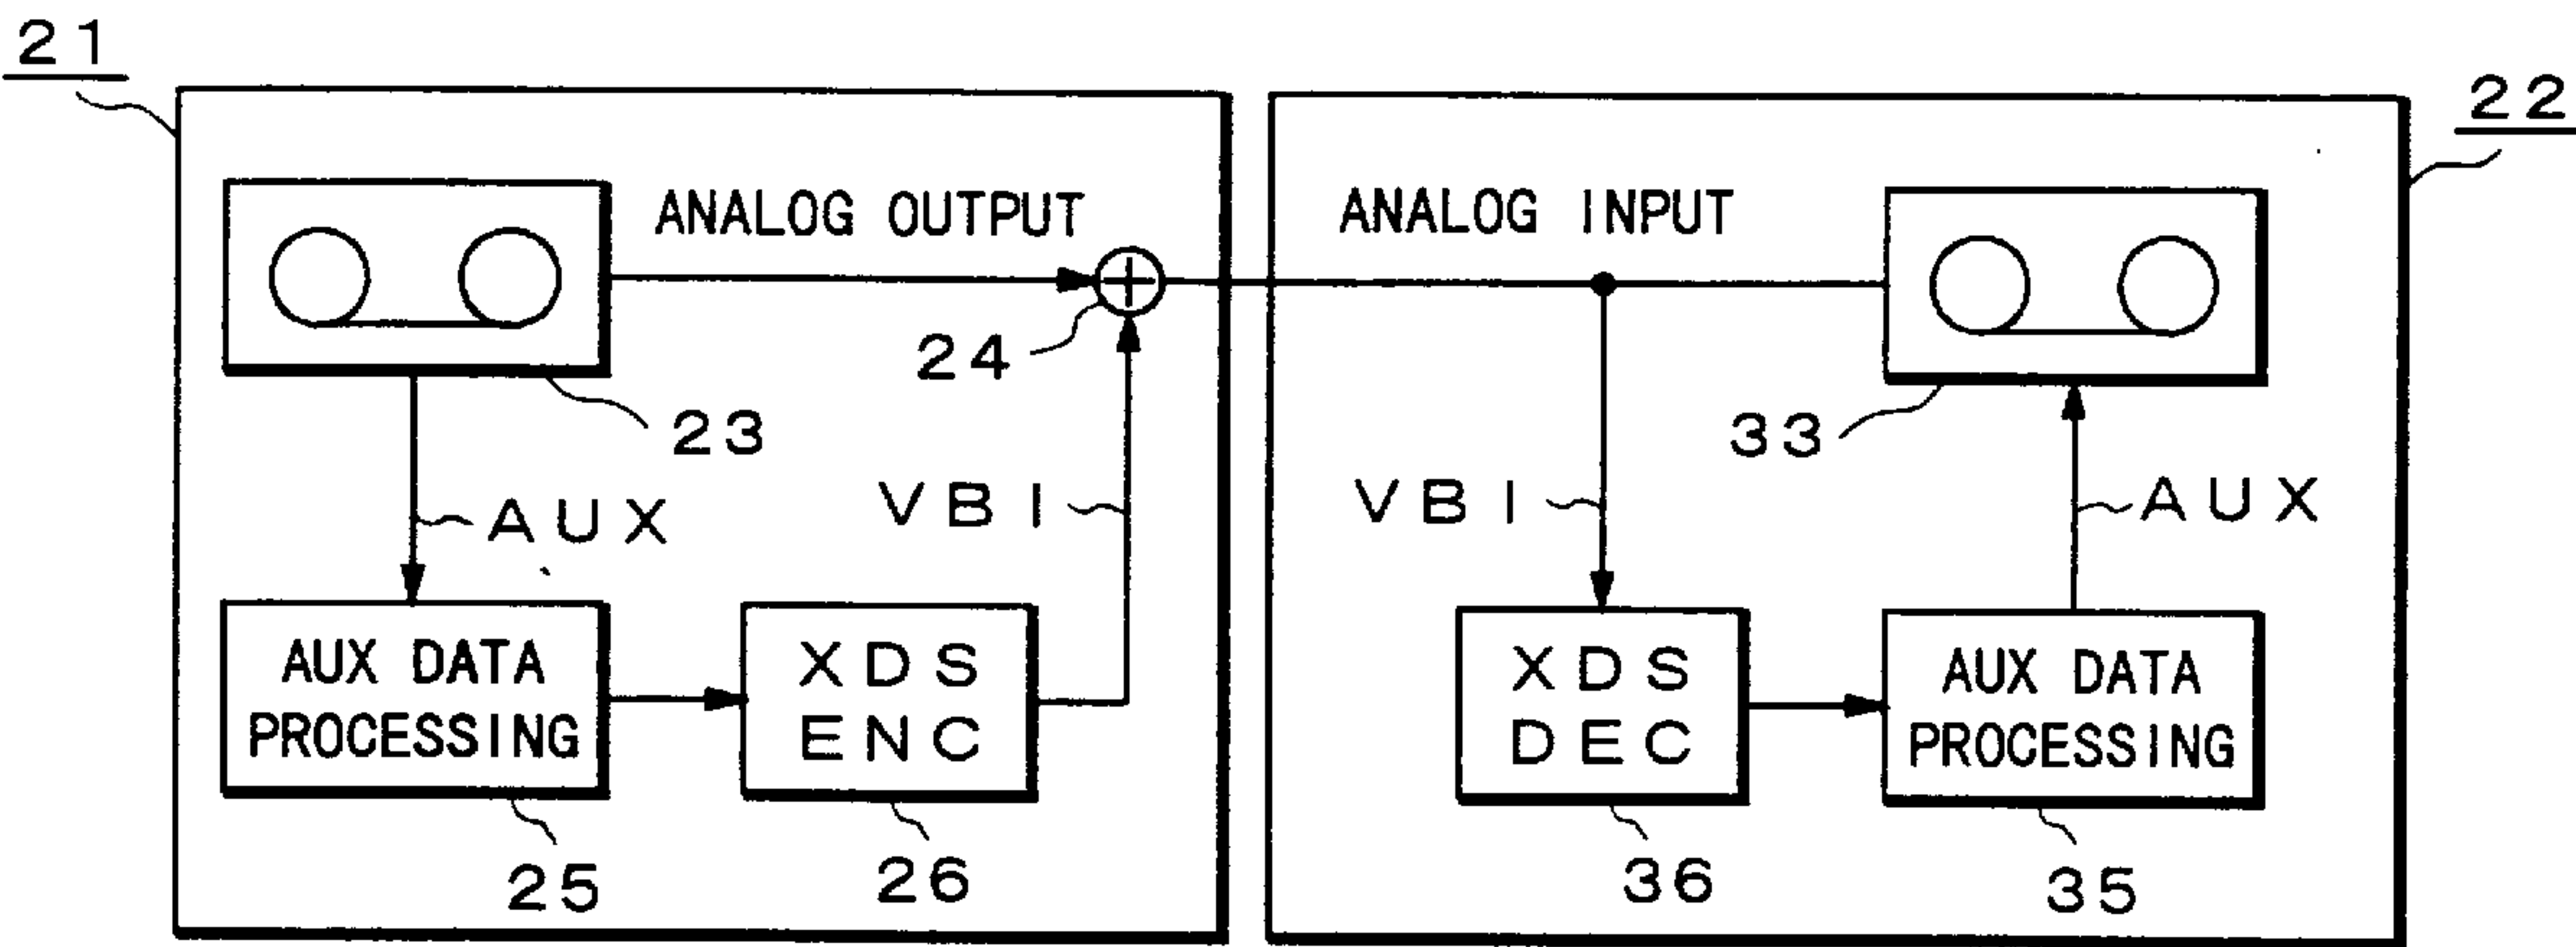 21
22
ANALOG OUTPUT
ANALOG INPUT
24
23
33
AUX
VBI
VBI
AUX
AUX DATA
PROCESSING
XDS
ENC
XDS
DEC
AUX DATA
PROCESSING
25
26
36
35